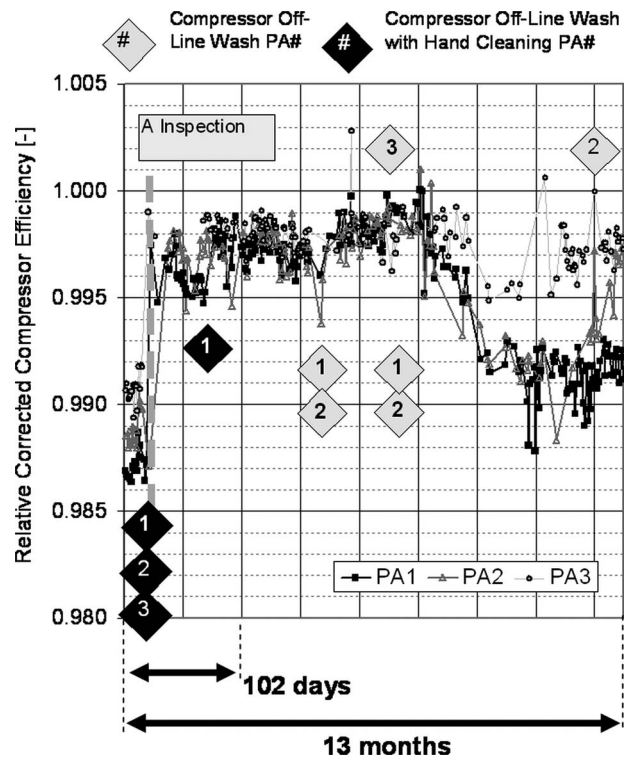 # Compressor Off-
Line Wash PA#
# Compressor Off-Line Wash
with Hand Cleaning PA#
Relative Corrected Compressor Efficiency [-]
1.005
1.000
0.995
0.990
0.985
0.980
A Inspection
3
2
1
1
1
2
2
1
2
3
PA1 PA2 PA3
102 days
13 months